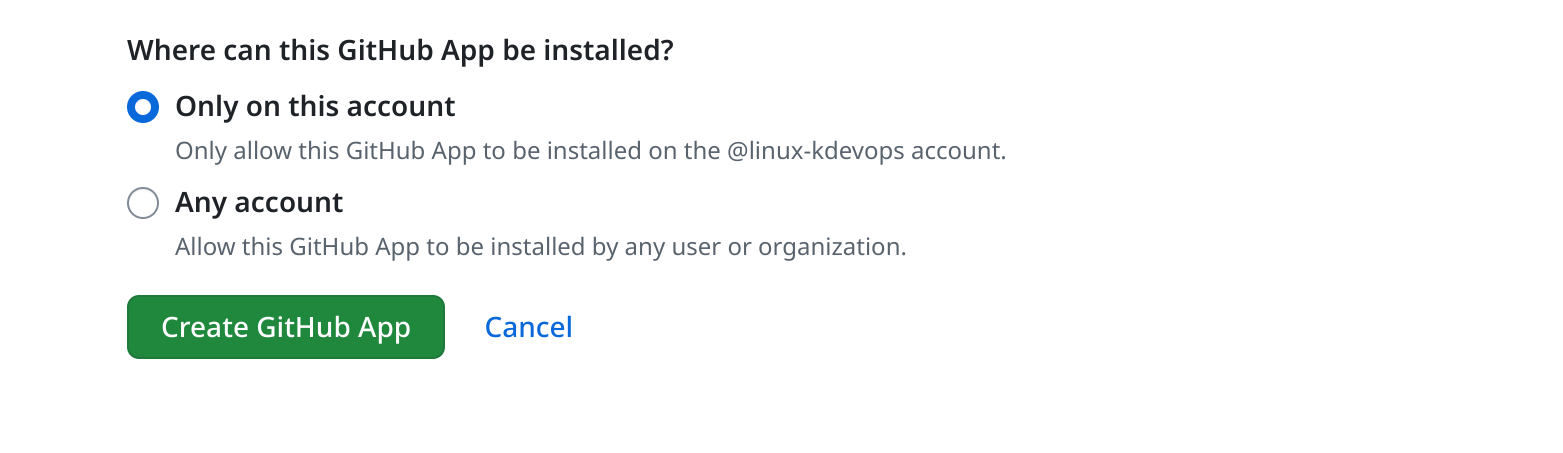 Where can this GitHub App be installed?
Only on this account
Only allow this GitHub App to be installed on the @linux-kdevops account.
Any account
Allow this GitHub App to be installed by any user or organization.
Create GitHub App
Cancel